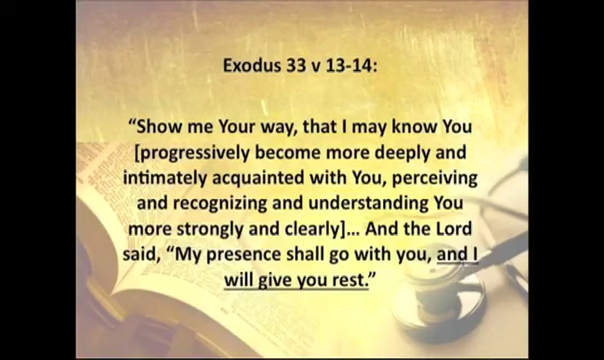 Exodus 33 v 13-14:
“Show me Your way, that I may know You
[progressively become more deeply and
intimately acquainted with You, perceiving
and recognizing and understanding You
more strongly and clearly]... And the Lord
said, “My presence shall go with you, and I
will give you rest.”